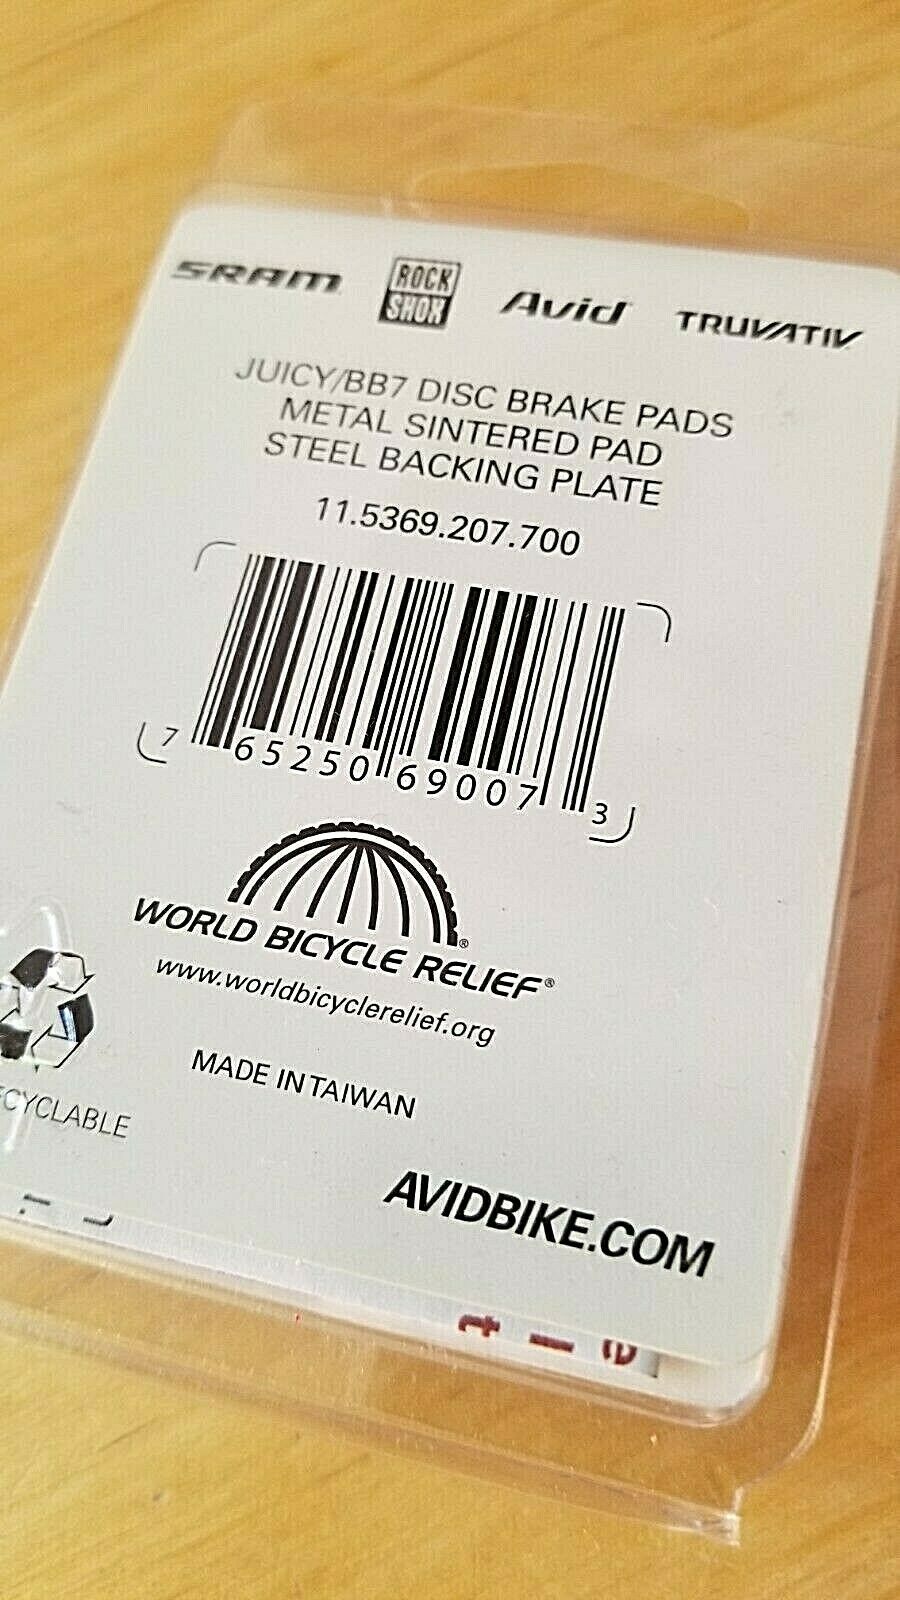 SRAM ROCK SHOX Avid TRUVATIV
JUICY/BB7 DISC BRAKE PADS
METAL SINTERED PAD
STEEL BACKING PLATE
11.5369.207.700
7 65250 69007 3
WORLD BICYCLE RELIEF®
www.worldbicyclerelief.org
MADE IN TAIWAN
ECYCLABLE
AVIDBIKE.COM